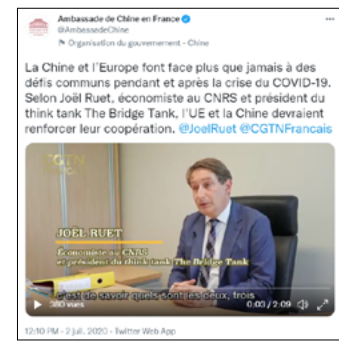 Ambassade de Chine en France
@AmbassadeChine
Organisation du gouvernement - Chine
La Chine et l'Europe font face plus que jamais à des
défis communs pendant et après la crise du COVID-19.
Selon Joël Ruet, économiste au CNRS et président du
think tank The Bridge Tank, l'UE et la Chine devraient
renforcer leur coopération. @JoelRuet @CGTNFrancais
CGTN
JOËL RUET
Économiste au CNRS
et président du think tank The Bridge Tank
c'est de savoir quels sont les deux, trois
380 vues
0:03 / 2:09
12:10 PM - 2 juil. 2020 - Twitter Web App